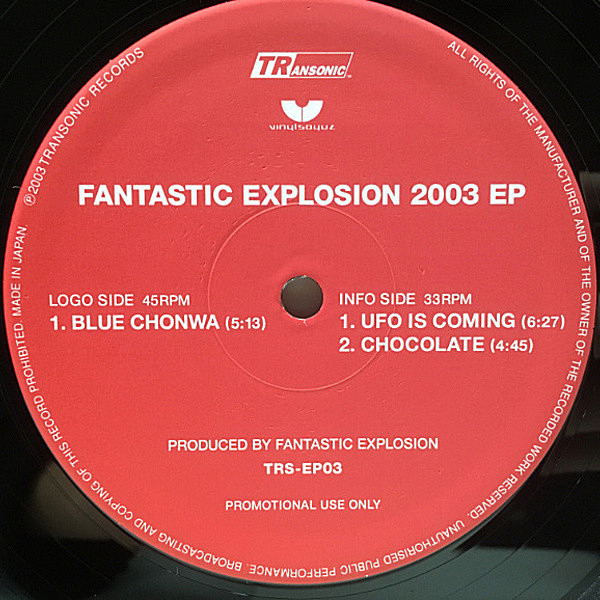 TRANSONIC
vinylsoyuz
FANTASTIC EXPLOSION 2003 EP
LOGO SIDE 45RPM
1. BLUE CHONWA (5:13)
INFO SIDE 33RPM
1. UFO IS COMING (6:27)
2. CHOCOLATE (4:45)
PRODUCED BY FANTASTIC EXPLOSION
TRS-EP03
PROMOTIONAL USE ONLY
℗2003 TRANSONIC RECORDS
ALL RIGHTS OF THE MANUFACTURER AND OF THE OWNER OF THE RECORDED WORK RESERVED. UNAUTHORISED PUBLIC PERFORMANCE. BROADCASTING AND COPYING OF THIS RECORD PROHIBITED. MADE IN JAPAN.